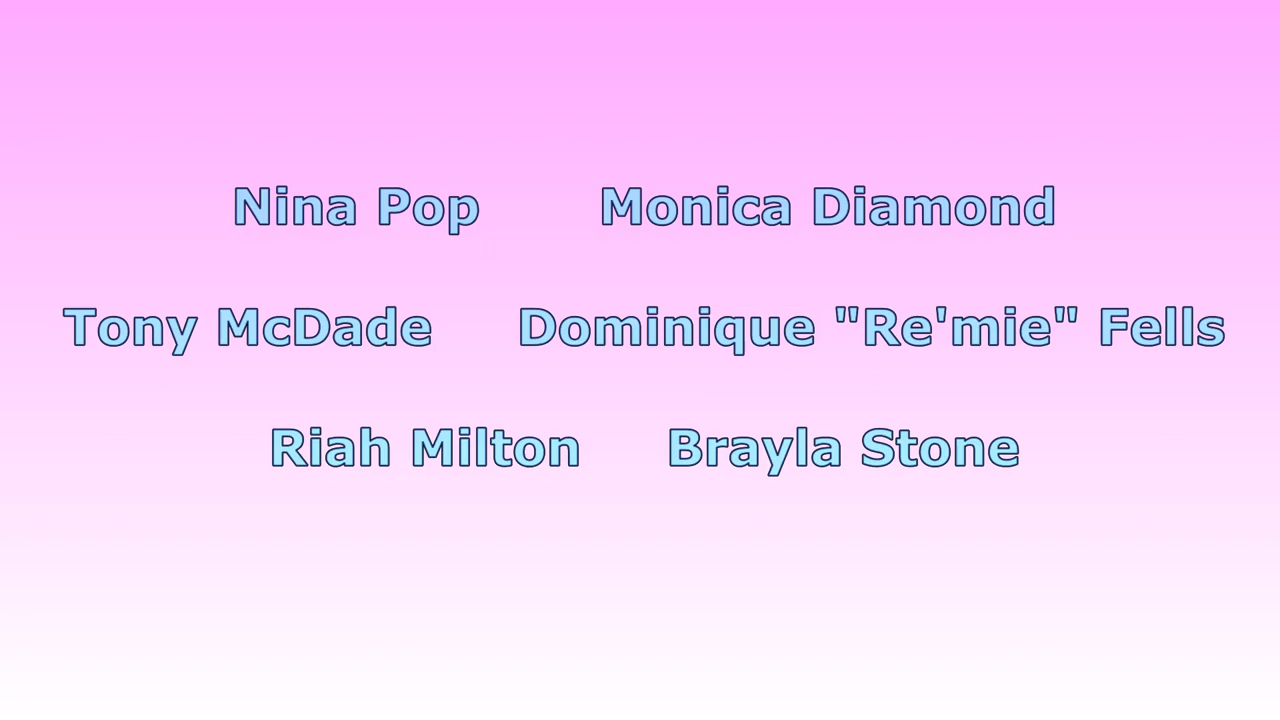 Nina Pop Monica Diamond
Tony McDade Dominique "Re'mie" Fells
Riah Milton Brayla Stone